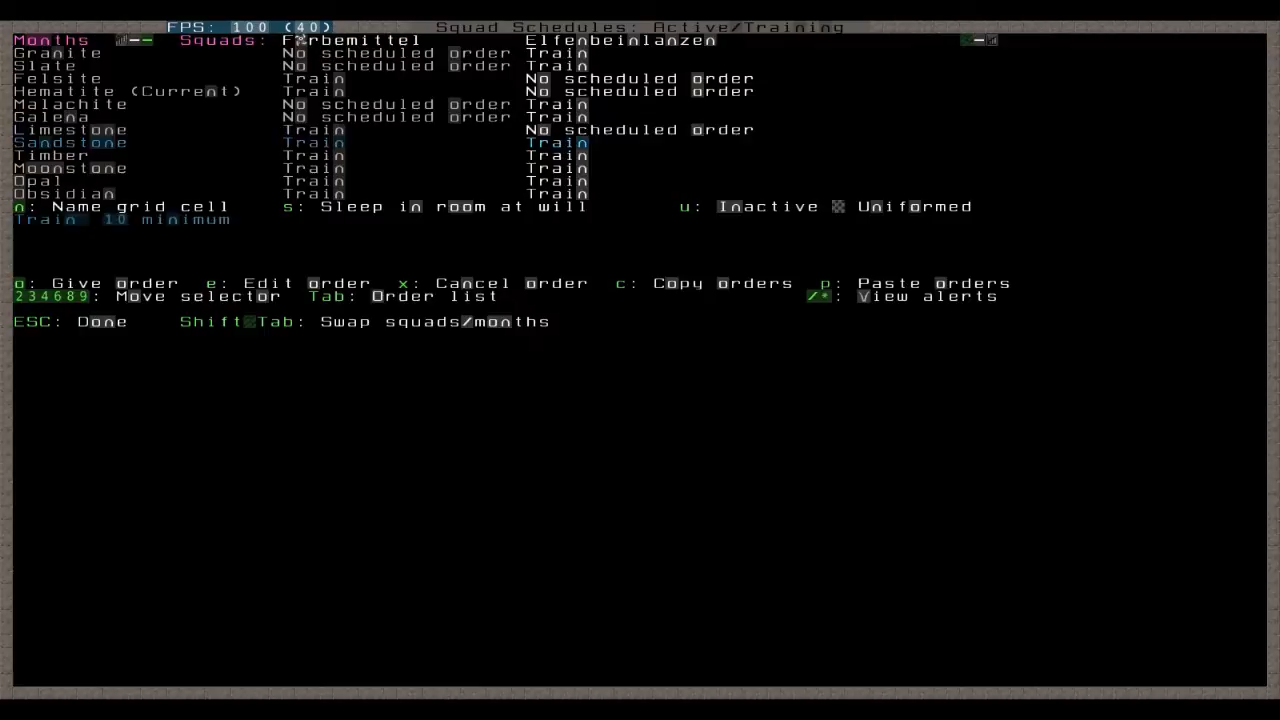 FPS: 100 (40) Squad Schedules: Active/Training
Months Squads: Färbemittel Elfenbeinlanzen
Granite No scheduled order Train
Slate No scheduled order Train
Felsite Train No scheduled order
Hematite (Current) Train No scheduled order
Malachite No scheduled order Train
Galena No scheduled order Train
Limestone Train No scheduled order
Sandstone Train Train
Timber Train Train
Moonstone Train Train
Opal Train Train
Obsidian Train Train
n: Name grid cell s: Sleep in room at will u: Inactive = Uniformed
Train 10 minimum
o: Give order e: Edit order x: Cancel order c: Copy orders p: Paste orders
234689: Move selector Tab: Order list /*: View alerts
ESC: Done Shift+Tab: Swap squads/months